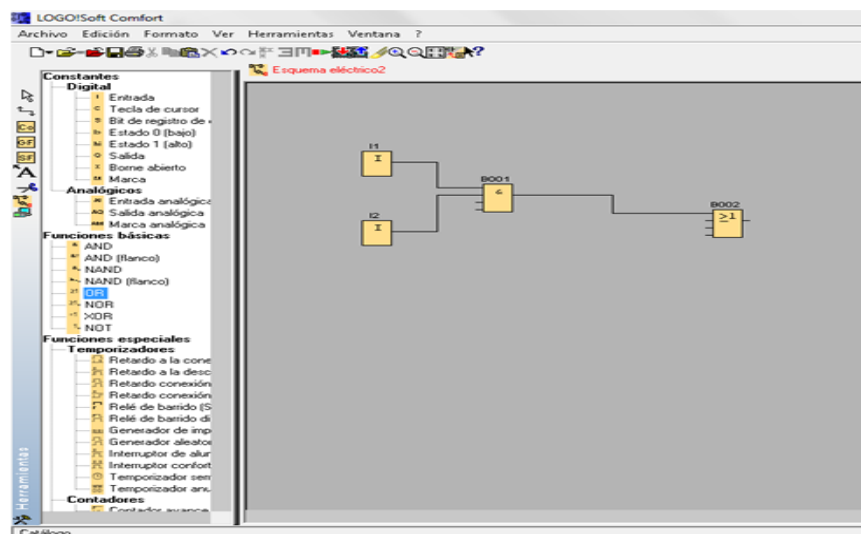 LOGO!Soft Comfort
Archivo Edición Formato Ver Herramientas Ventana ?
Esquema eléctrico2
Constantes
Digital
Entrada
Tecla de cursor
Bit de registro de
Estado 0 (bajo)
Estado 1 (alto)
Salida
Borne abierto
Marca
Analógicos
Entrada analógica
Salida analógica
Marca analógica
Funciones básicas
AND
AND (flanco)
NAND
NAND (flanco)
OR
NOR
XOR
NOT
Funciones especiales
Temporizadores
Retardo a la cone
Retardo a la desc
Retardo conexión
Retardo conexión
Relé de barrido (S
Relé de barrido di
Generador de imp
Generador aleator
Interruptor de alur
Interruptor confort
Temporizador sem
Temporizador anu
Contadores
Contador avance
Herramientas
Catálogo
Co
GF
SF
A
I1
I
I2
I
B001
&
B002
≥1